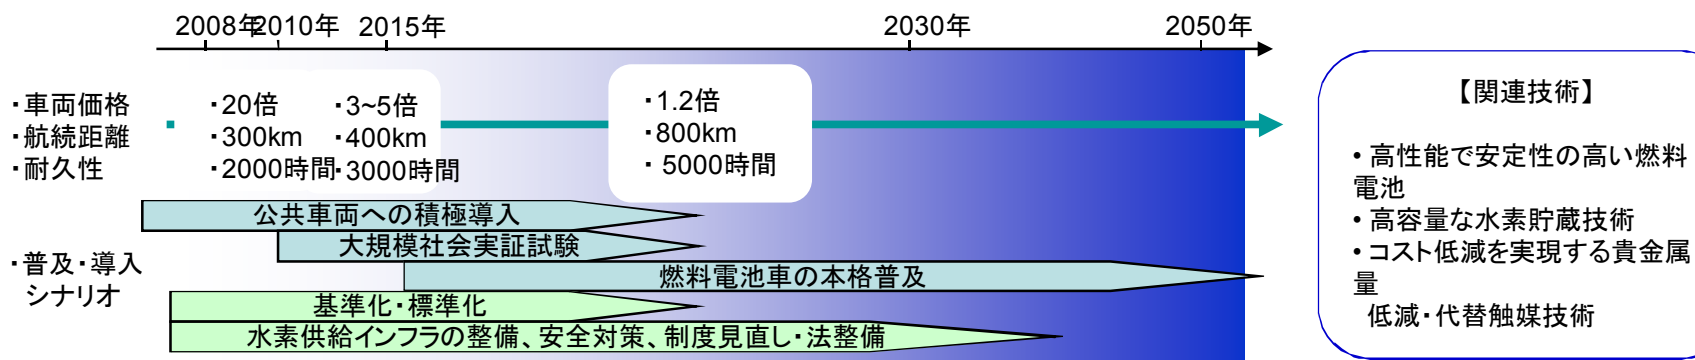 2008年 2010年 2015年 2030年 2050年
・車両価格
・航続距離
・耐久性
・20倍
・300km
・2000時間
・3~5倍
・400km
・3000時間
・1.2倍
・800km
・ 5000時間
・普及・導入
シナリオ
公共車両への積極導入
大規模社会実証試験
燃料電池車の本格普及
基準化・標準化
水素供給インフラの整備、安全対策、制度見直し・法整備
【関連技術】
• 高性能で安定性の高い燃料
電池
• 高容量な水素貯蔵技術
• コスト低減を実現する貴金属
量
低減・代替触媒技術